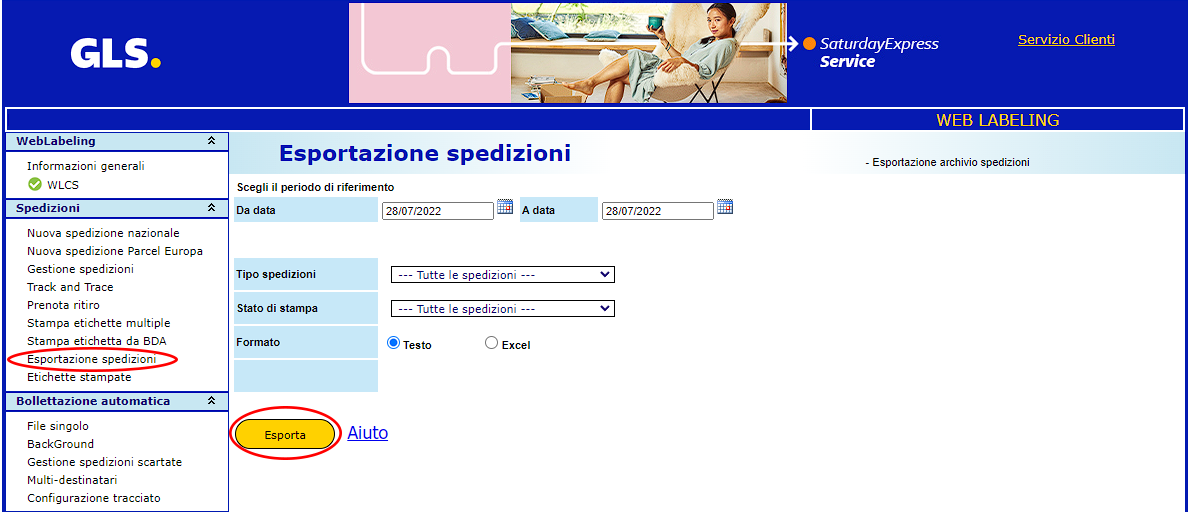 GLS.
SaturdayExpress
Service
Servizio Clienti
WEB LABELING
WebLabeling
Informazioni generali
WLCS
Spedizioni
Nuova spedizione nazionale
Nuova spedizione Parcel Europa
Gestione spedizioni
Track and Trace
Prenota ritiro
Stampa etichette multiple
Stampa etichetta da BDA
Esportazione spedizioni
Etichette stampate
Bollettazione automatica
File singolo
BackGround
Gestione spedizioni scartate
Multi-destinatari
Configurazione tracciato
Esportazione spedizioni
- Esportazione archivio spedizioni
Scegli il periodo di riferimento
Da data 28/07/2022 A data 28/07/2022
Tipo spedizioni --- Tutte le spedizioni ---
Stato di stampa --- Tutte le spedizioni ---
Formato Testo Excel
Esporta Aiuto